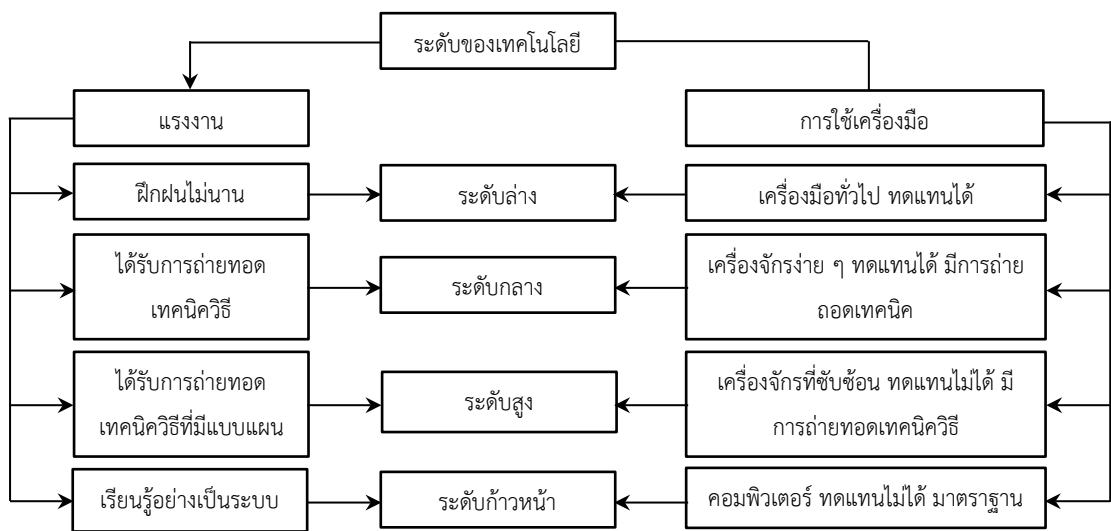 ระดับของเทคโนโลยี
แรงงาน
การใช้เครื่องมือ
ฝึกฝนไม่นาน
ระดับล่าง
เครื่องมือทั่วไป ทดแทนได้
ได้รับการถ่ายทอด
เทคนิควิธี
ระดับกลาง
เครื่องจักรง่าย ๆ ทดแทนได้ มีการถ่าย
ถอดเทคนิค
ได้รับการถ่ายทอด
เทคนิควิธีที่มีแบบแผน
ระดับสูง
เครื่องจักรที่ซับซ้อน ทดแทนไม่ได้ มี
การถ่ายทอดเทคนิควิธี
เรียนรู้อย่างเป็นระบบ
ระดับก้าวหน้า
คอมพิวเตอร์ ทดแทนไม่ได้ มาตราฐาน